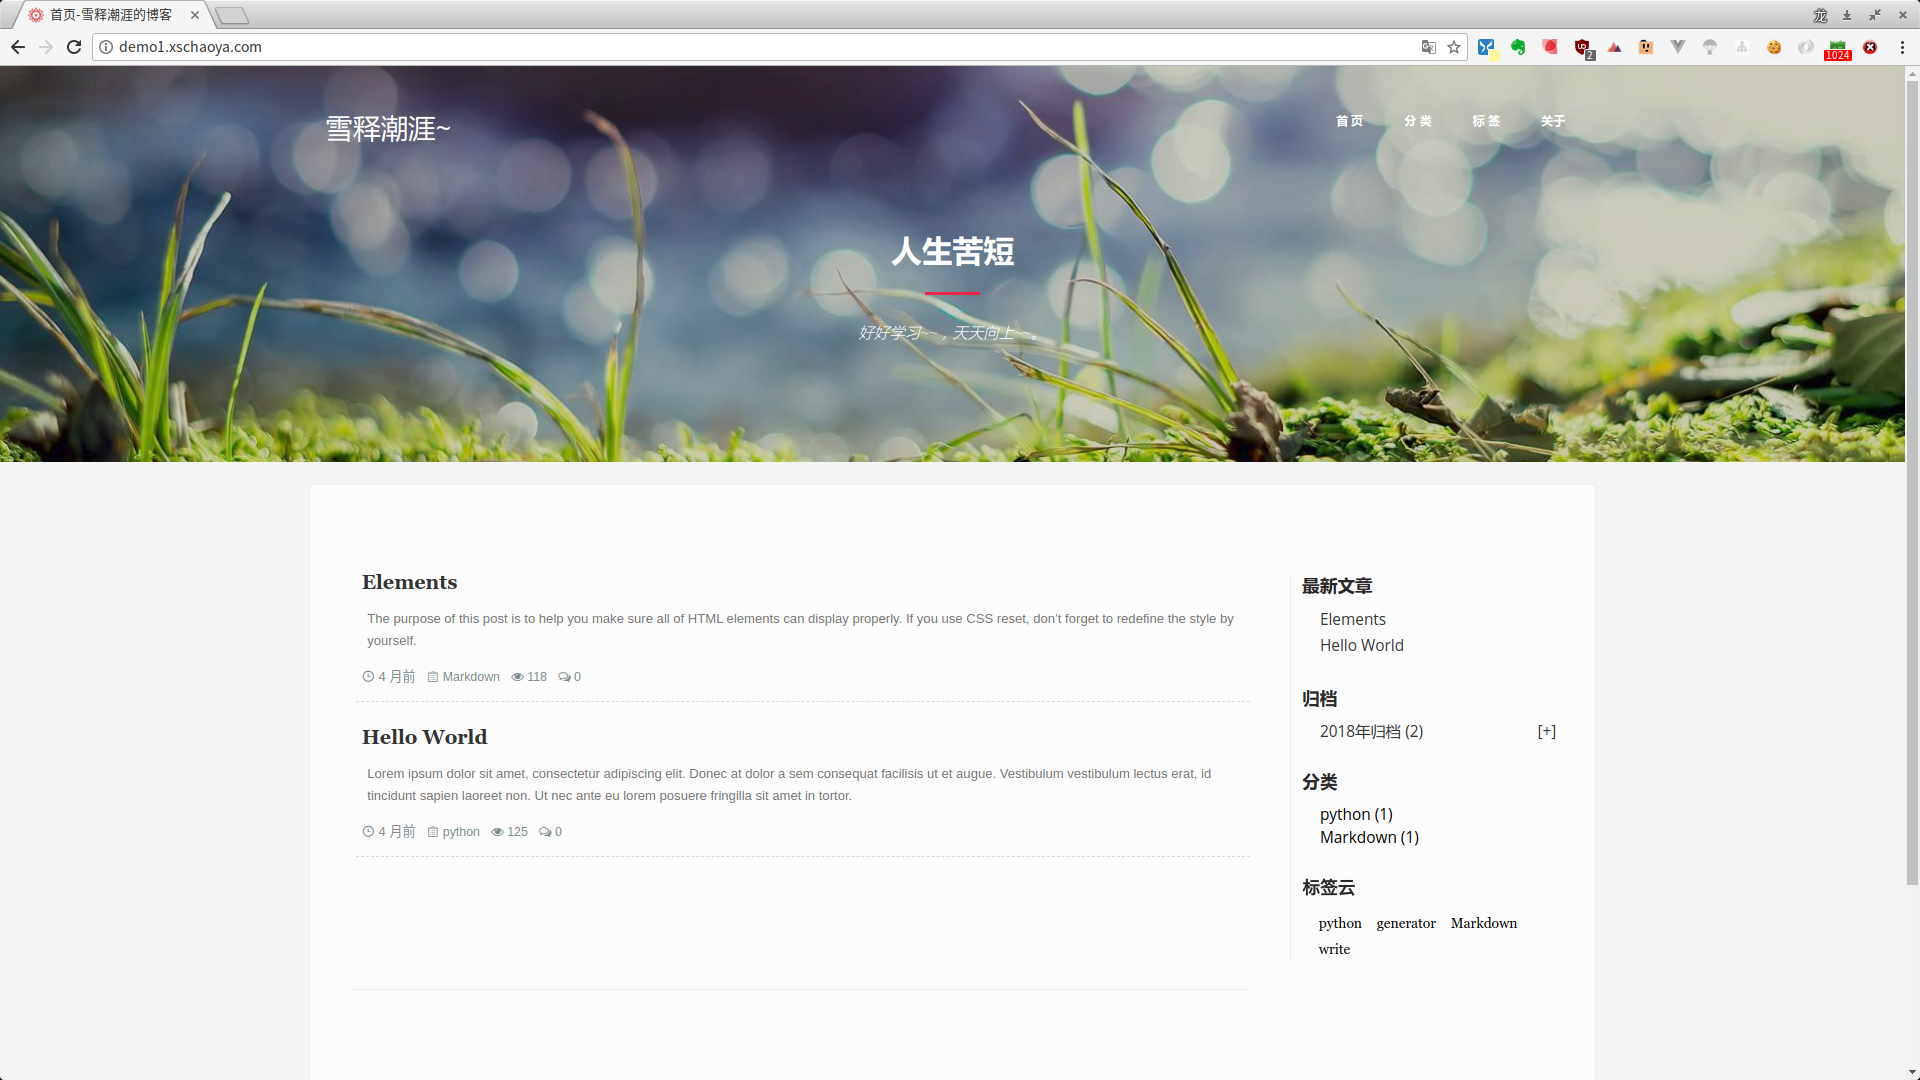 首页-雪释潮涯的博客
龙
demo1.xschaoya.com
2
1024
雪释潮涯~
首 页 分 类 标 签 关于
人生苦短
好好学习~~，天天向上~~。
Elements
The purpose of this post is to help you make sure all of HTML elements can display properly. If you use CSS reset, don’t forget to redefine the style by
yourself.
4 月前 Markdown 118 0
Hello World
Lorem ipsum dolor sit amet, consectetur adipiscing elit. Donec at dolor a sem consequat facilisis ut et augue. Vestibulum vestibulum lectus erat, id
tincidunt sapien laoreet non. Ut nec ante eu lorem posuere fringilla sit amet in tortor.
4 月前 python 125 0
最新文章
Elements
Hello World
归档
2018年归档 (2) [+]
分类
python (1)
Markdown (1)
标签云
python generator Markdown
write